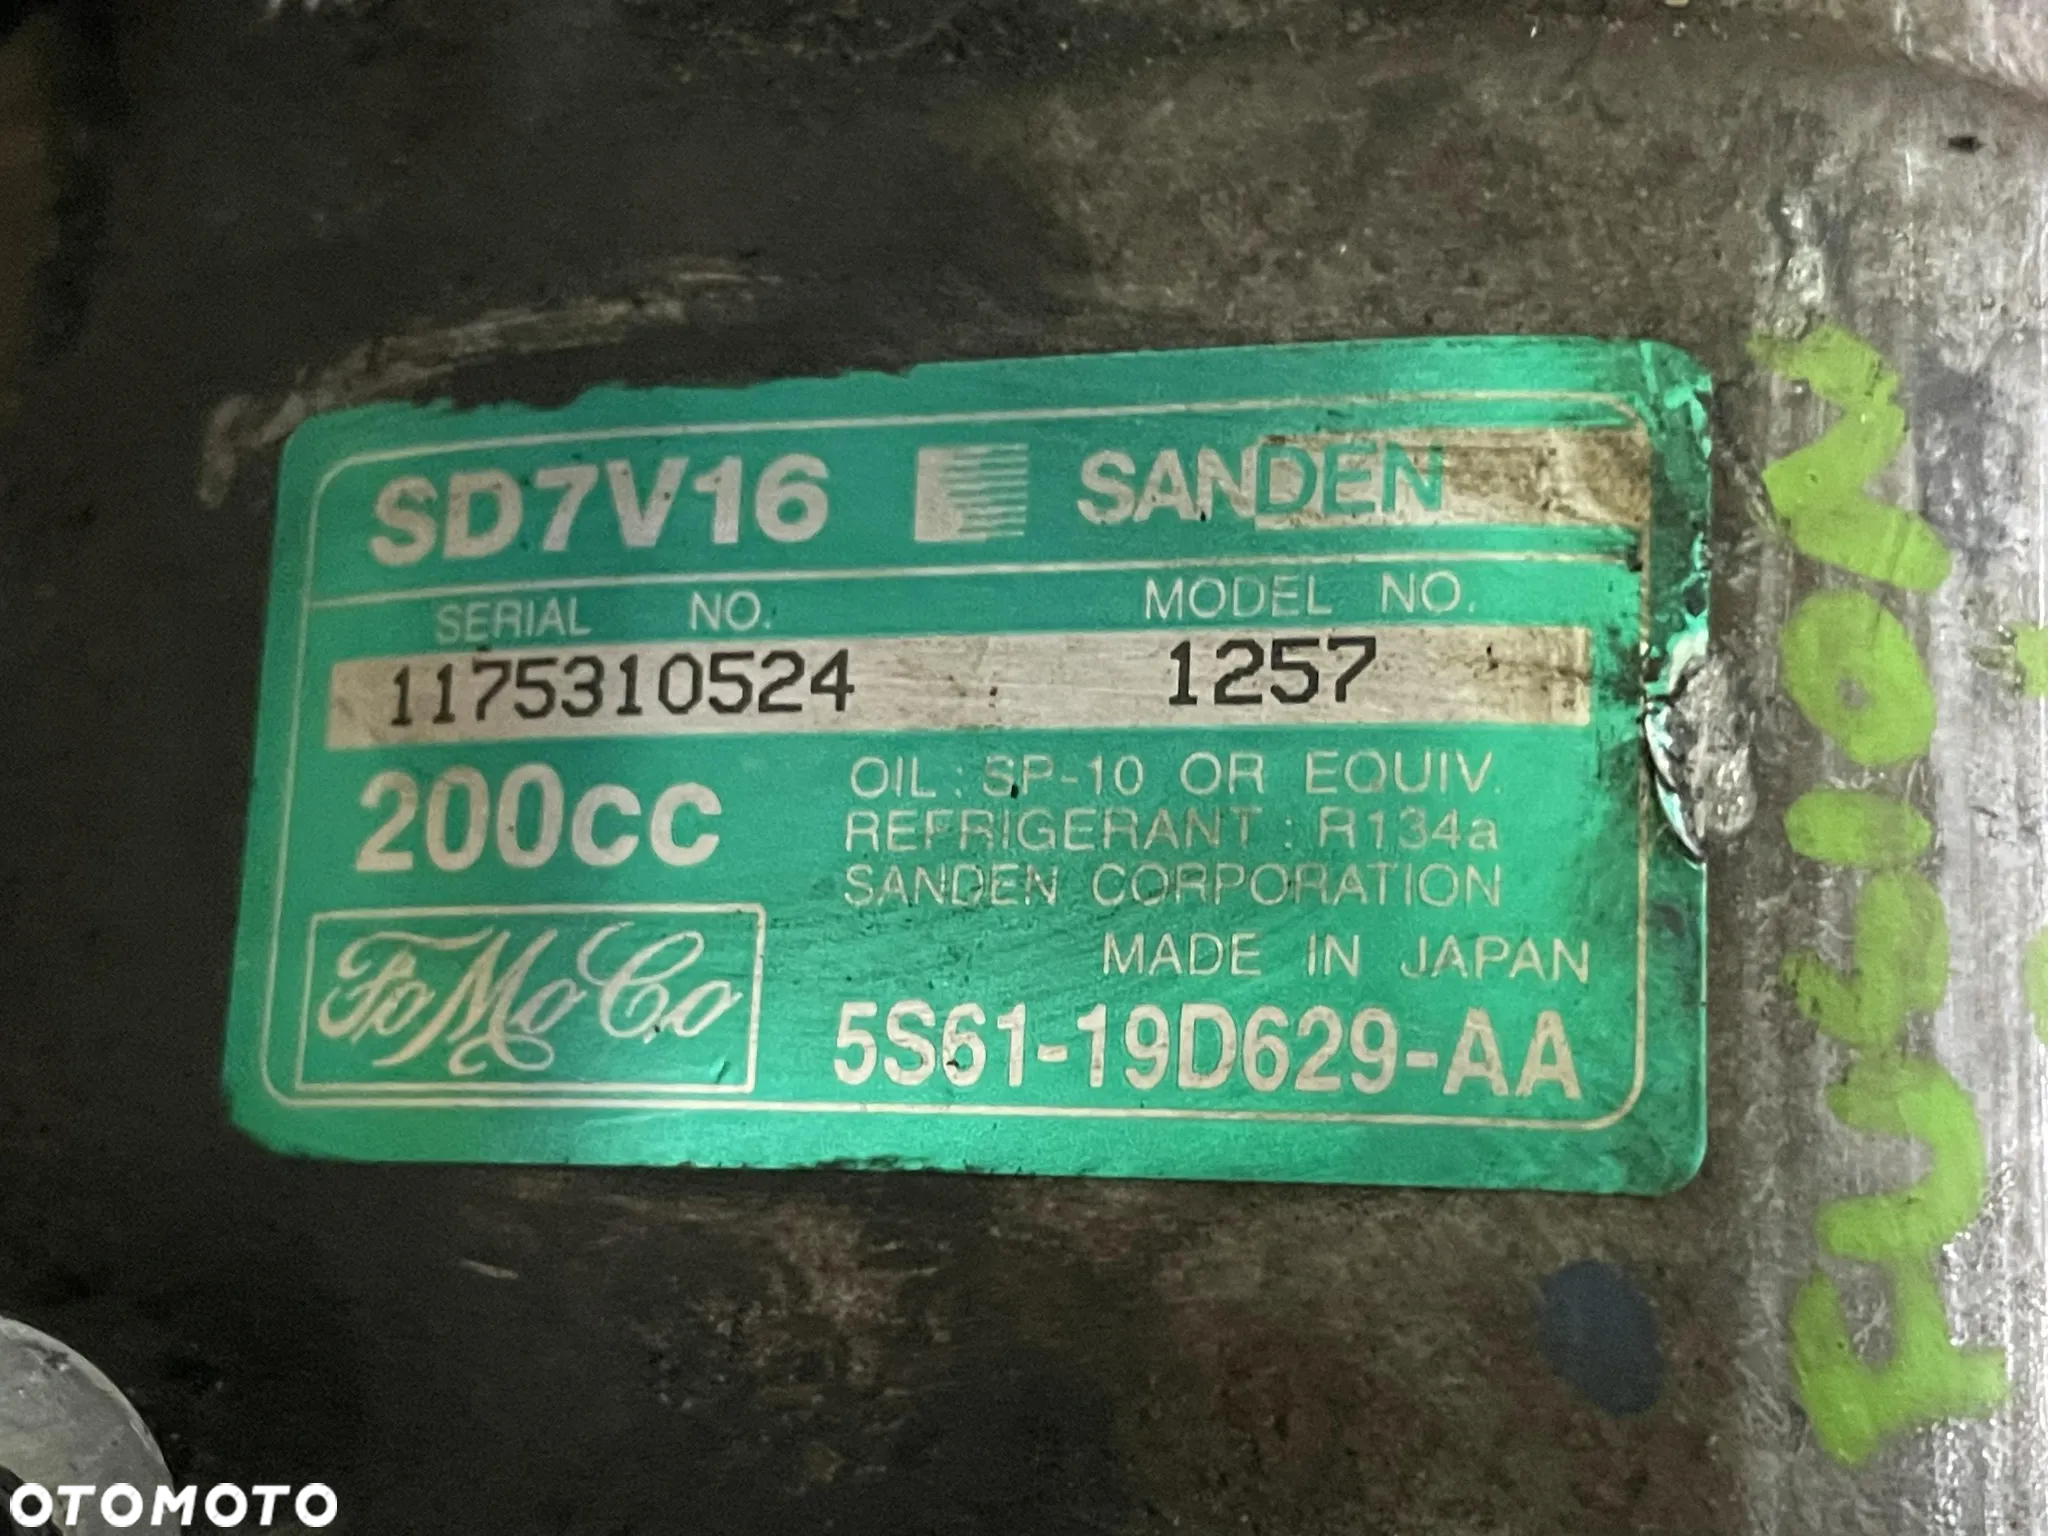 SD7V16 SANDEN
SERIAL NO. MODEL NO.
1175310524 1257
200cc
OIL : SP-10 OR EQUIV.
REFRIGERANT : R134a
SANDEN CORPORATION
MADE IN JAPAN
FoMoCo
5S61-19D629-AA
FUSION
OTOMOTO